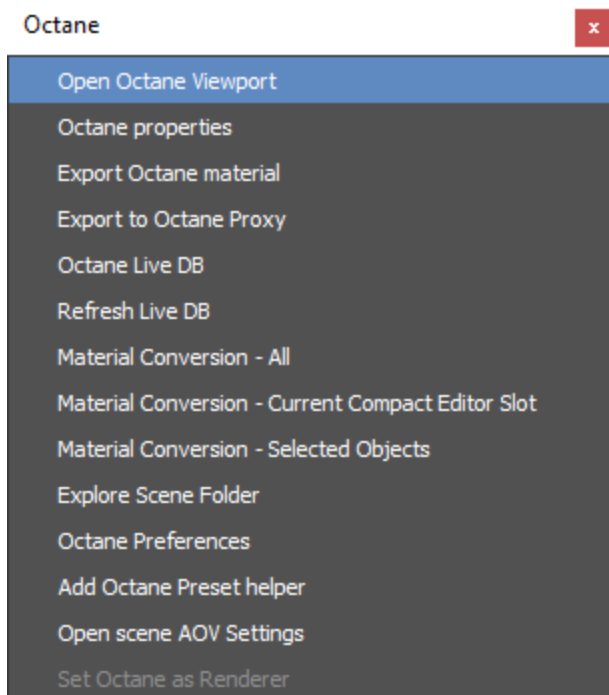 Octane
x
Open Octane Viewport
Octane properties
Export Octane material
Export to Octane Proxy
Octane Live DB
Refresh Live DB
Material Conversion - All
Material Conversion - Current Compact Editor Slot
Material Conversion - Selected Objects
Explore Scene Folder
Octane Preferences
Add Octane Preset helper
Open scene AOV Settings
Set Octane as Renderer